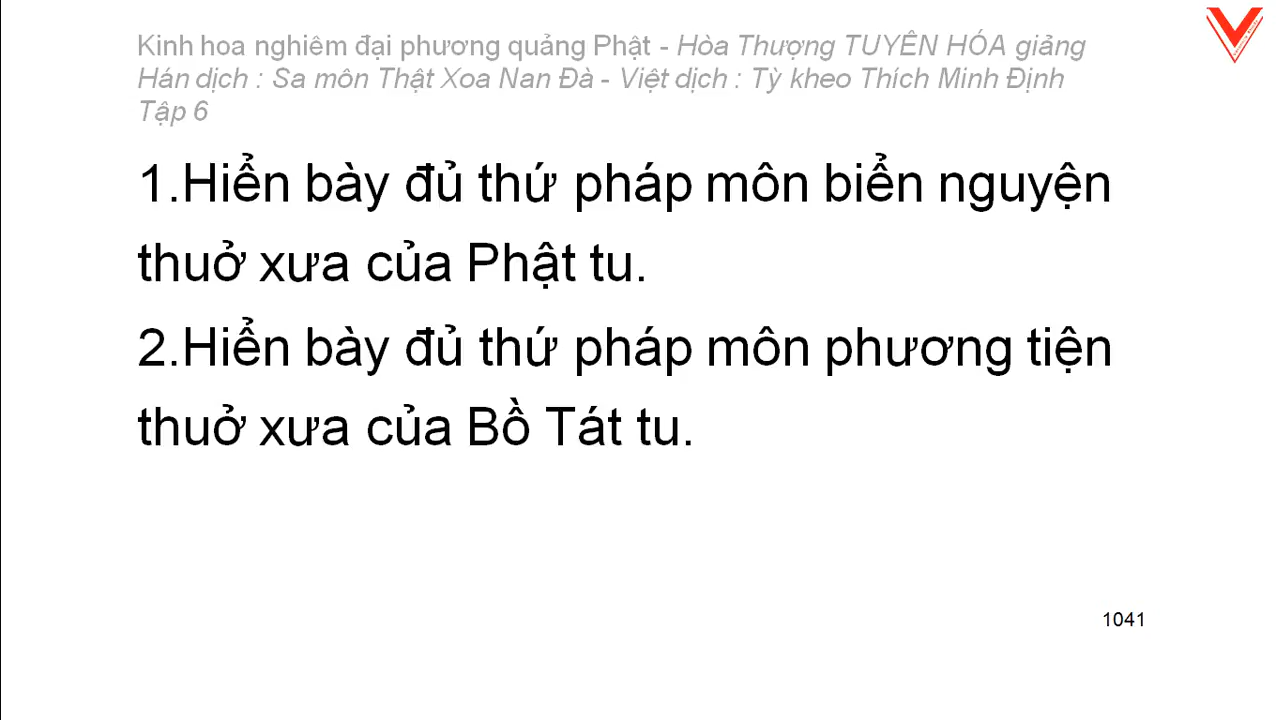 Kinh hoa nghiêm đại phương quảng Phật - Hòa Thượng TUYÊN HÓA giảng
Hán dịch : Sa môn Thật Xoa Nan Đà - Việt dịch : Tỳ kheo Thích Minh Định
Tập 6
1.Hiển bày đủ thứ pháp môn biển nguyện
thuở xưa của Phật tu.
2.Hiển bày đủ thứ pháp môn phương tiện
thuở xưa của Bồ Tát tu.
1041